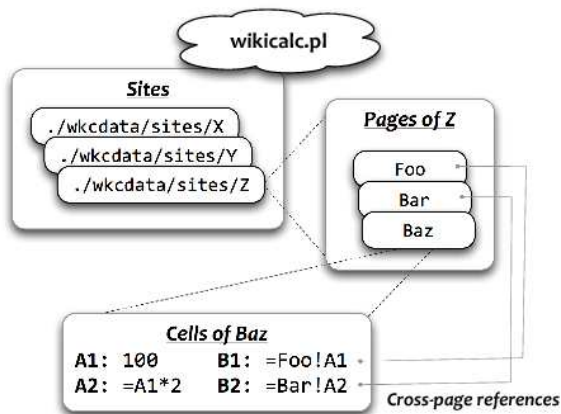 wikicalc.pl
Sites
./wkcdata/sites/X
./wkcdata/sites/Y
./wkcdata/sites/Z
Pages of Z
Foo
Bar
Baz
Cells of Baz
A1: 100 B1: =Foo!A1
A2: =A1*2 B2: =Bar!A2
Cross-page references